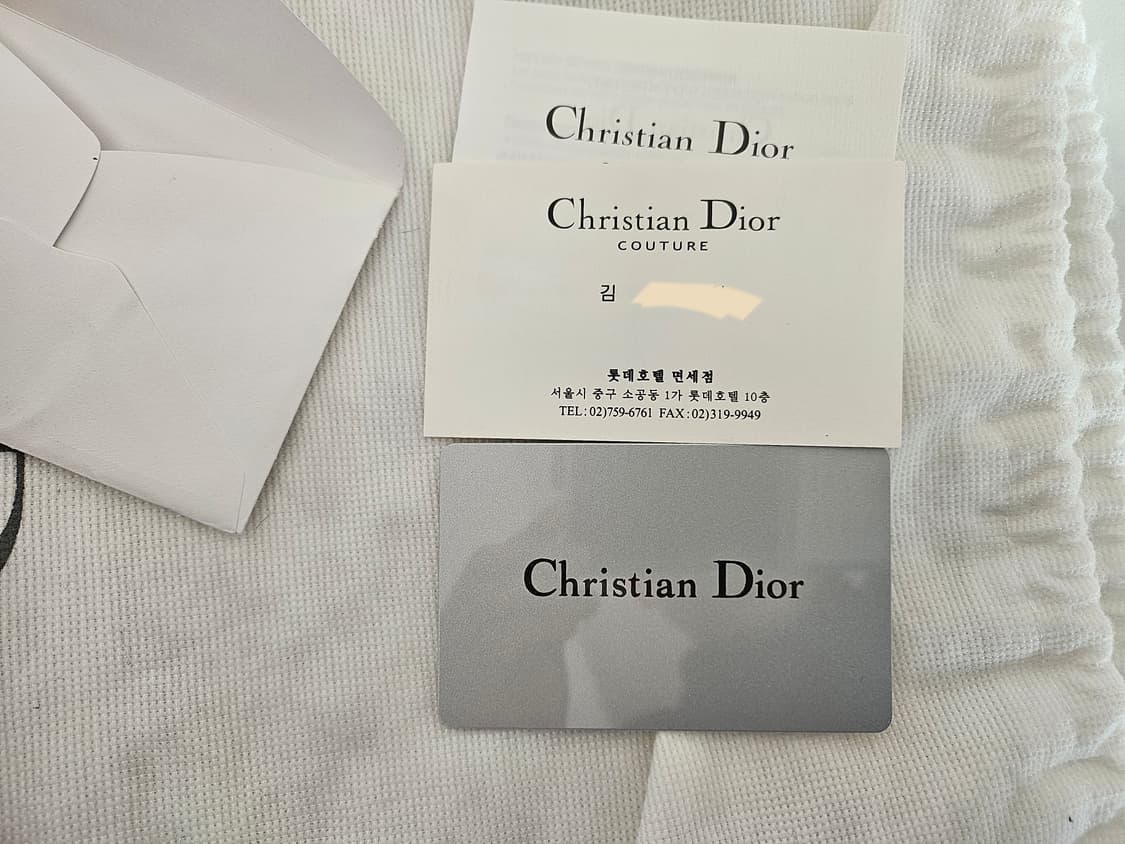 Christian Dior
Christian Dior
COUTURE
김
롯데호텔 면세점
서울시 중구 소공동 1가 롯데호텔 10층
TEL : 02)759-6761 FAX : 02)319-9949
Christian Dior